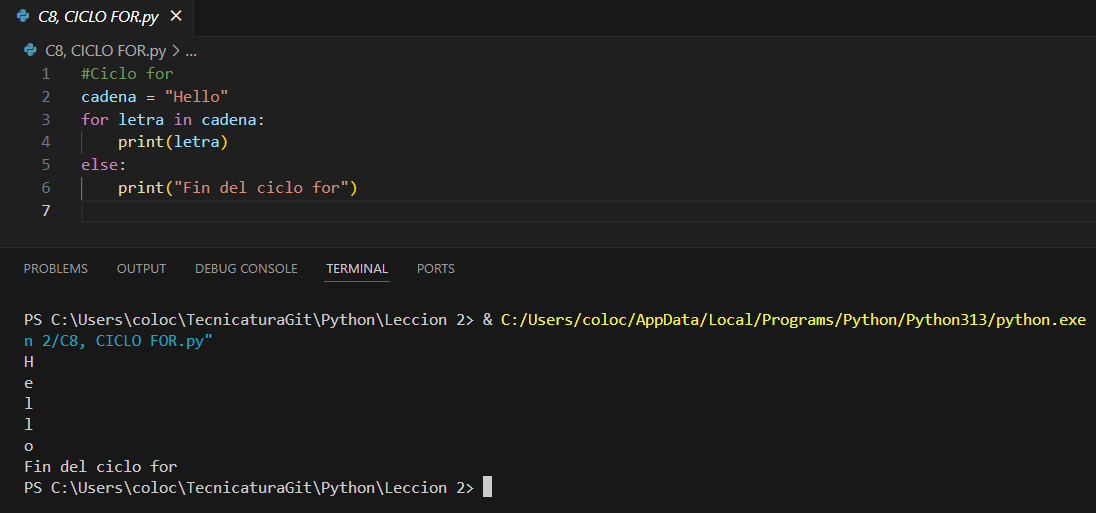 C8, CICLO FOR.py ×
C8, CICLO FOR.py > ...
1 #Ciclo for
2 cadena = "Hello"
3 for letra in cadena:
4     print(letra)
5 else:
6     print("Fin del ciclo for")
7
PROBLEMS OUTPUT DEBUG CONSOLE TERMINAL PORTS
PS C:\Users\coloc\TecnicaturaGit\Python\Leccion 2> & C:/Users/coloc/AppData/Local/Programs/Python/Python313/python.exe
n 2/C8, CICLO FOR.py"
H
e
l
l
o
Fin del ciclo for
PS C:\Users\coloc\TecnicaturaGit\Python\Leccion 2>